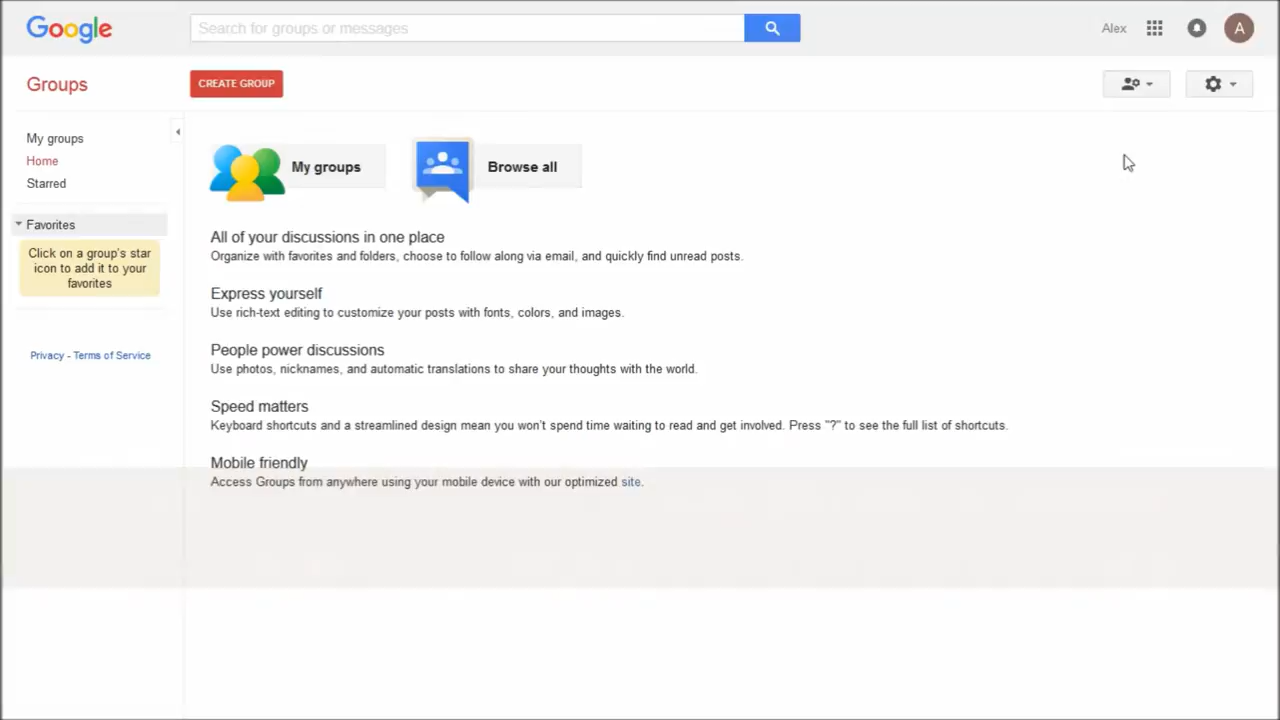 Google
Search for groups or messages
Alex
A
Groups
CREATE GROUP
My groups
Home
Starred
Favorites
Click on a group's star
icon to add it to your
favorites
Privacy - Terms of Service
My groups
Browse all
All of your discussions in one place
Organize with favorites and folders, choose to follow along via email, and quickly find unread posts.
Express yourself
Use rich-text editing to customize your posts with fonts, colors, and images.
People power discussions
Use photos, nicknames, and automatic translations to share your thoughts with the world.
Speed matters
Keyboard shortcuts and a streamlined design mean you won't spend time waiting to read and get involved. Press "?" to see the full list of shortcuts.
Mobile friendly
Access Groups from anywhere using your mobile device with our optimized site.